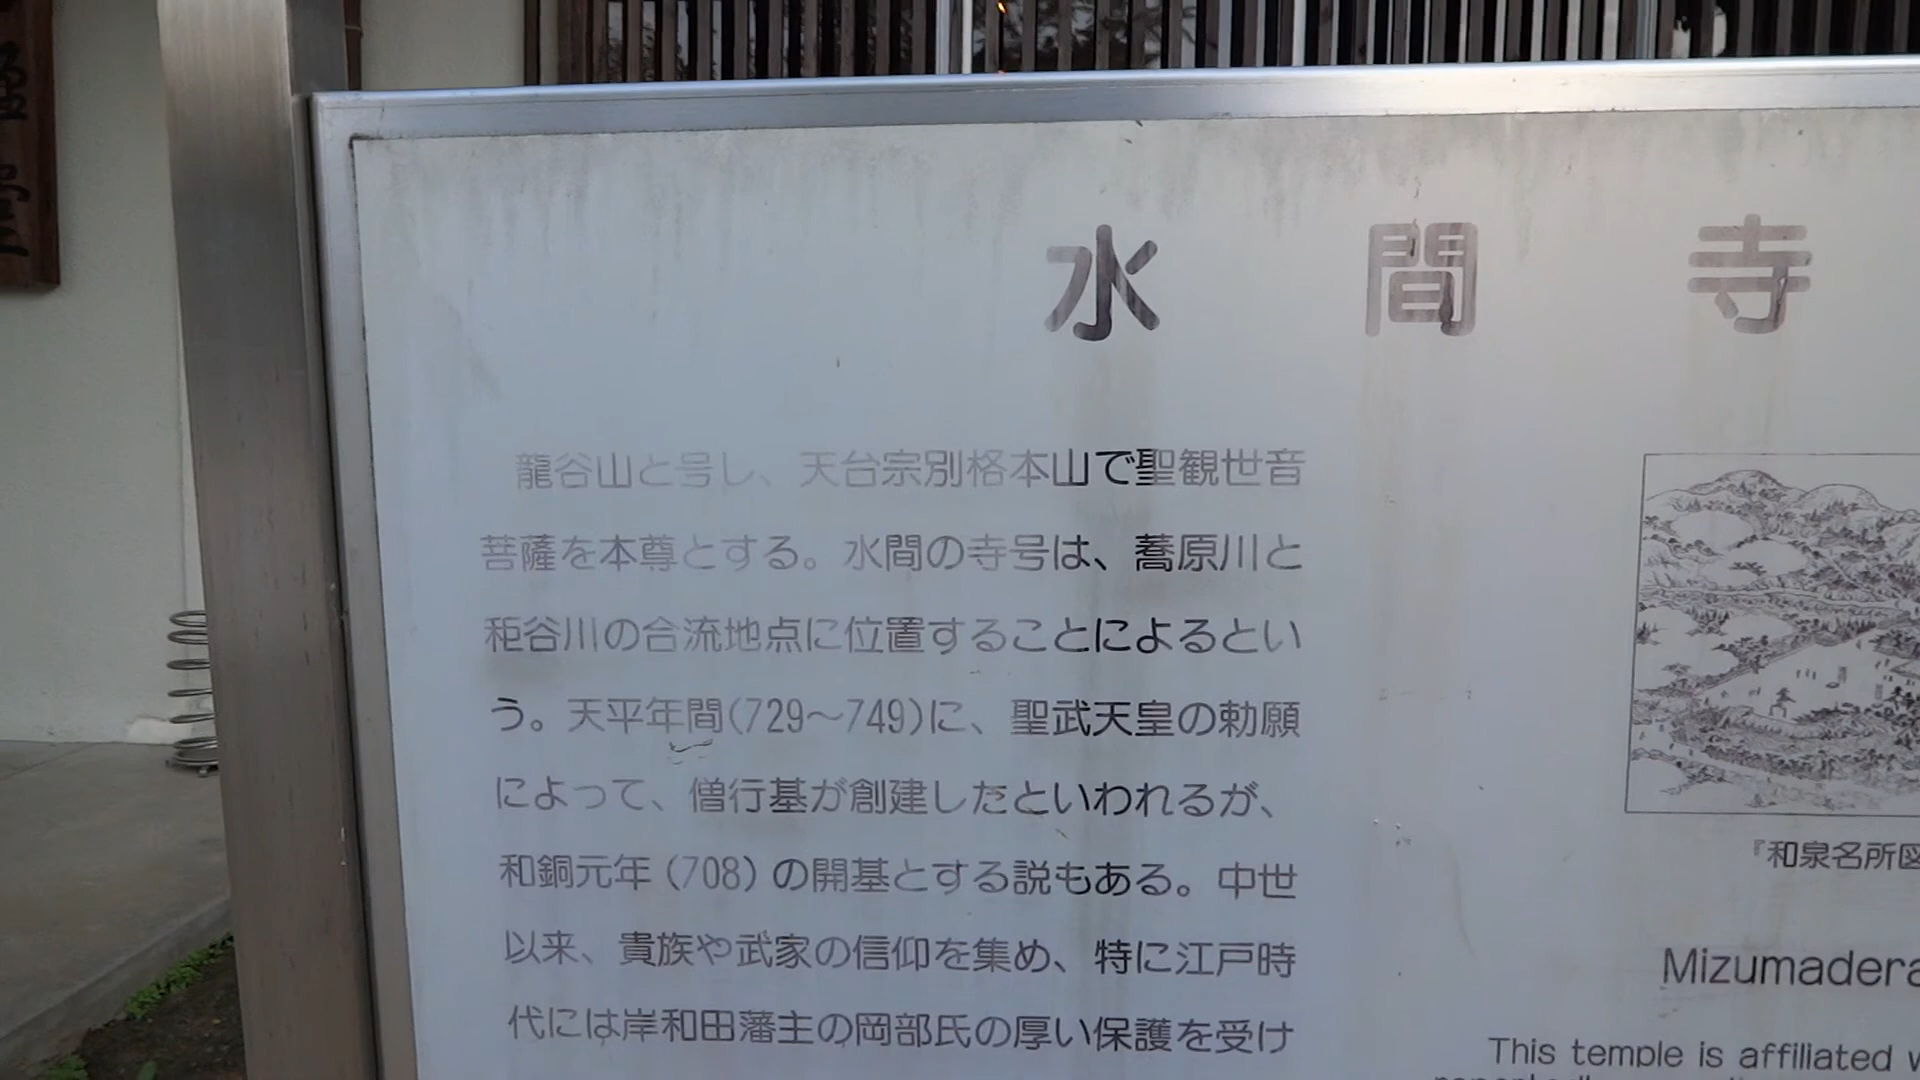 水間寺
龍谷山と号し、天台宗別格本山で聖観世音
菩薩を本尊とする。水間の寺号は、蕎原川と
秬谷川の合流地点に位置することによるとい
う。天平年間(729～749)に、聖武天皇の勅願
によって、僧行基が創建したといわれるが、
和銅元年(708)の開基とする説もある。中世
以来、貴族や武家の信仰を集め、特に江戸時
代には岸和田藩主の岡部氏の厚い保護を受け
『和泉名所図
Mizumadera
This temple is affiliated